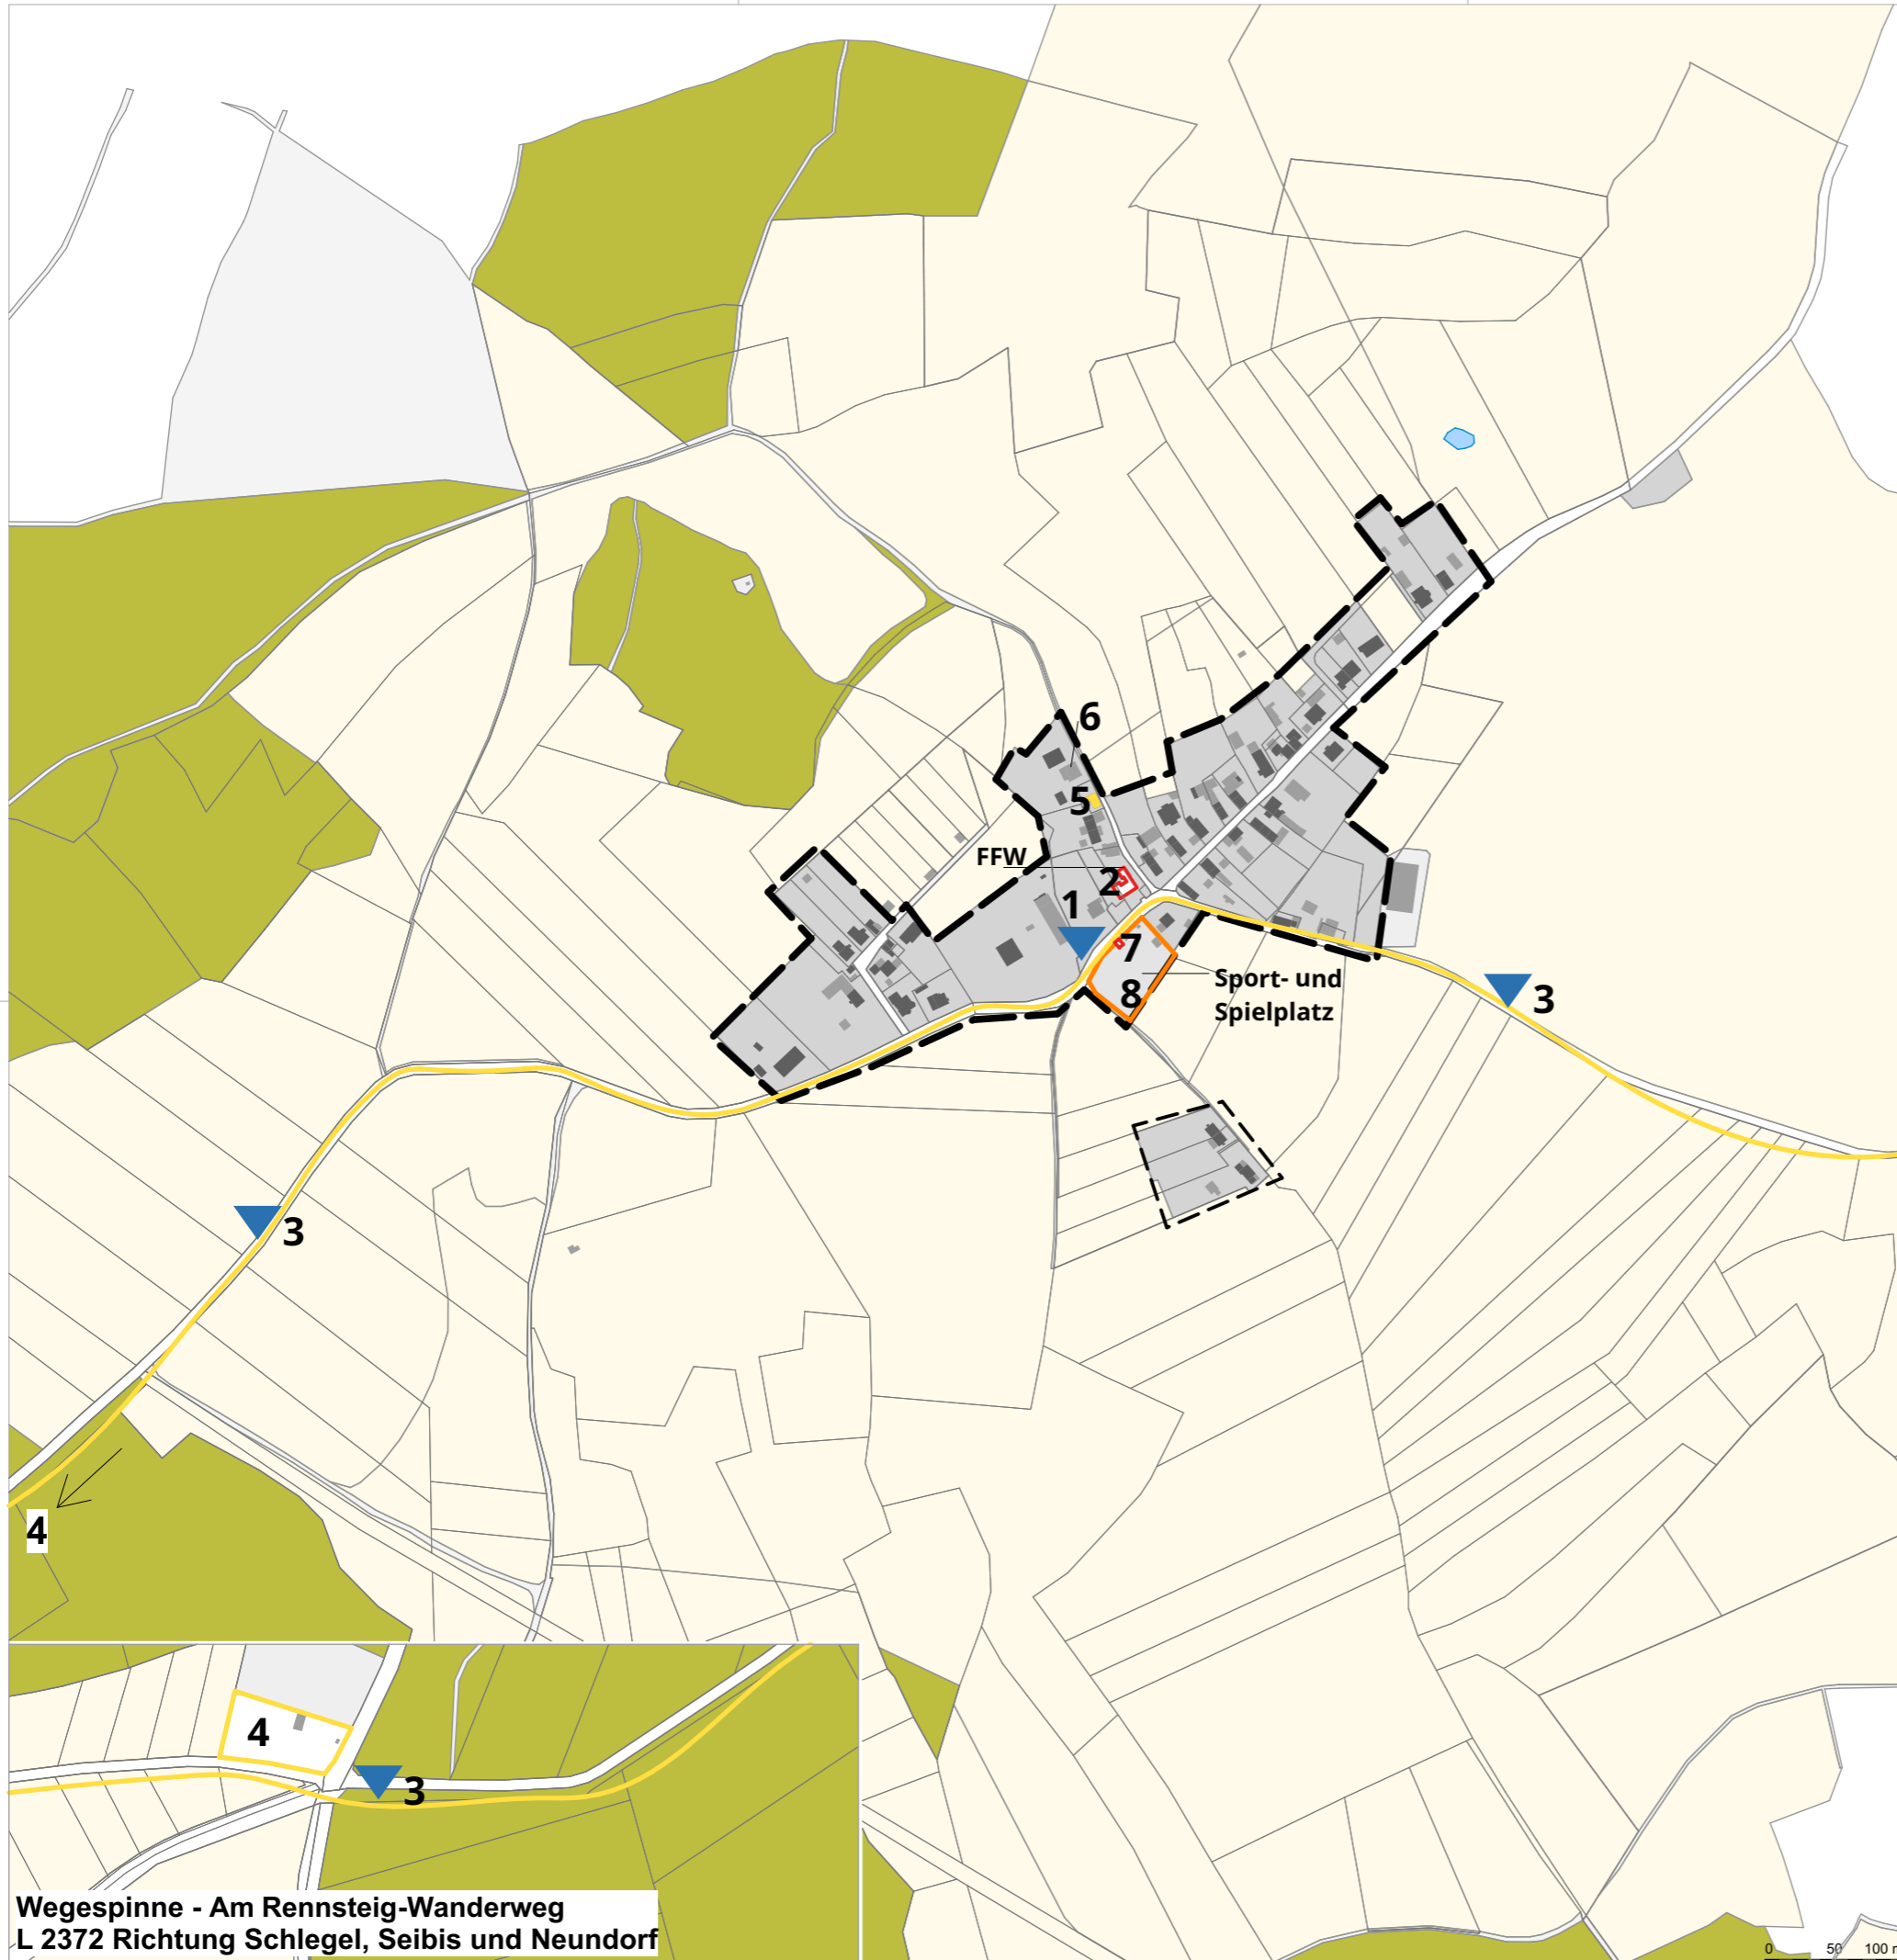 6
5
FFW
2
1
7
8
Sport- und
Spielplatz
3
3
4
4
3
Wegespinne - Am Rennsteig-Wanderweg
L 2372 Richtung Schlegel, Seibis und Neundorf
0 50 100 m